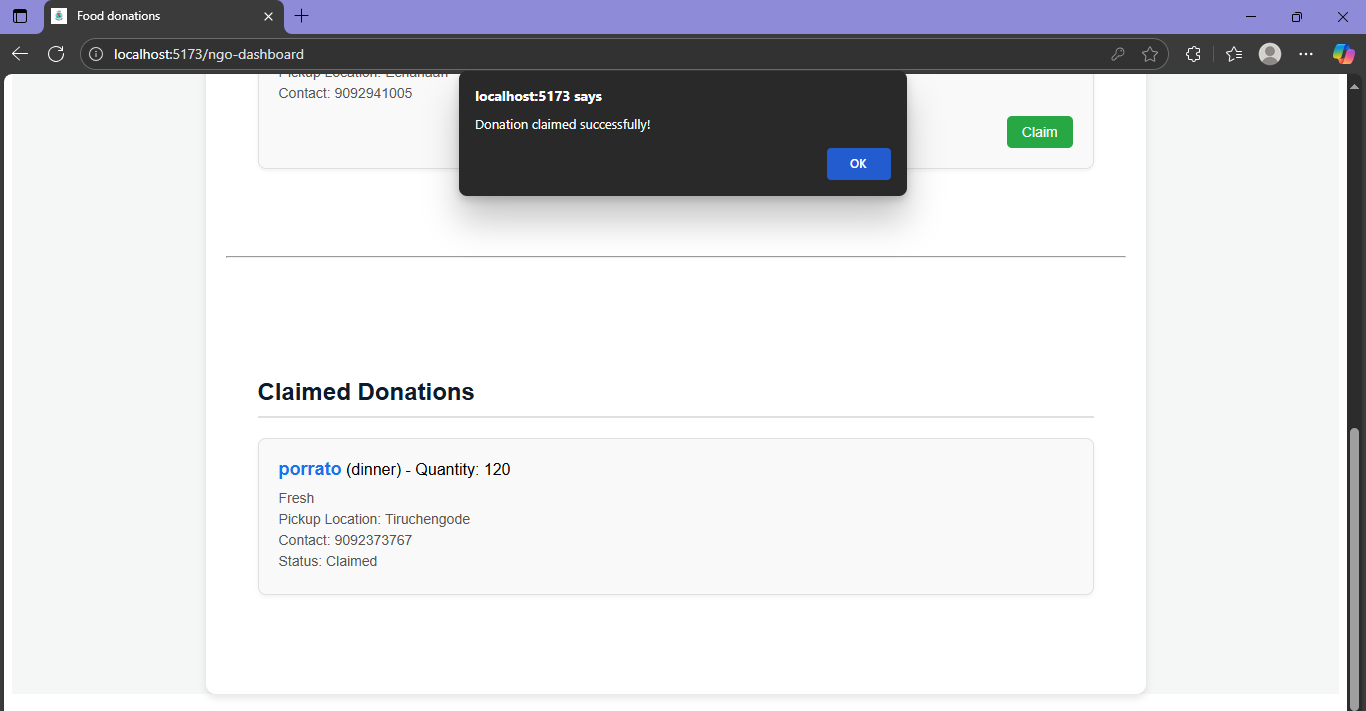 Food donations
localhost:5173/ngo-dashboard
Pickup Location:
Contact: 9092941005
localhost:5173 says
Donation claimed successfully!
OK
Claim
Claimed Donations
porrato (dinner) - Quantity: 120
Fresh
Pickup Location: Tiruchengode
Contact: 9092373767
Status: Claimed